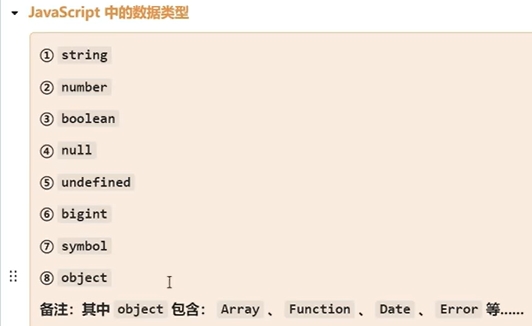 JavaScript 中的数据类型
① string
② number
③ boolean
④ null
⑤ undefined
⑥ bigint
⑦ symbol
⑧ object
备注：其中 object 包含： Array 、 Function 、 Date 、 Error 等......